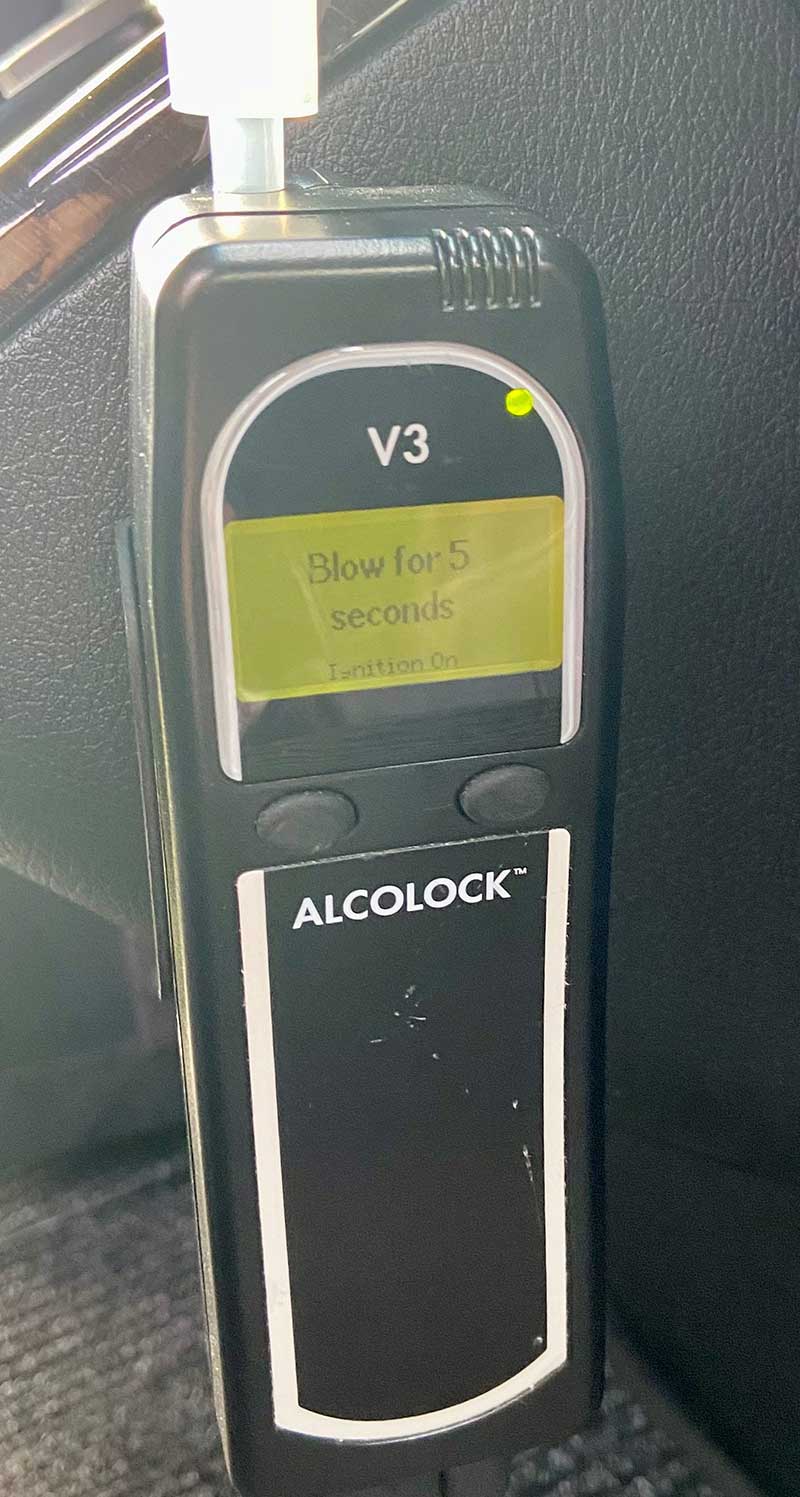 V3
Blow for 5
seconds
Ignition On
ALCOLOCK™